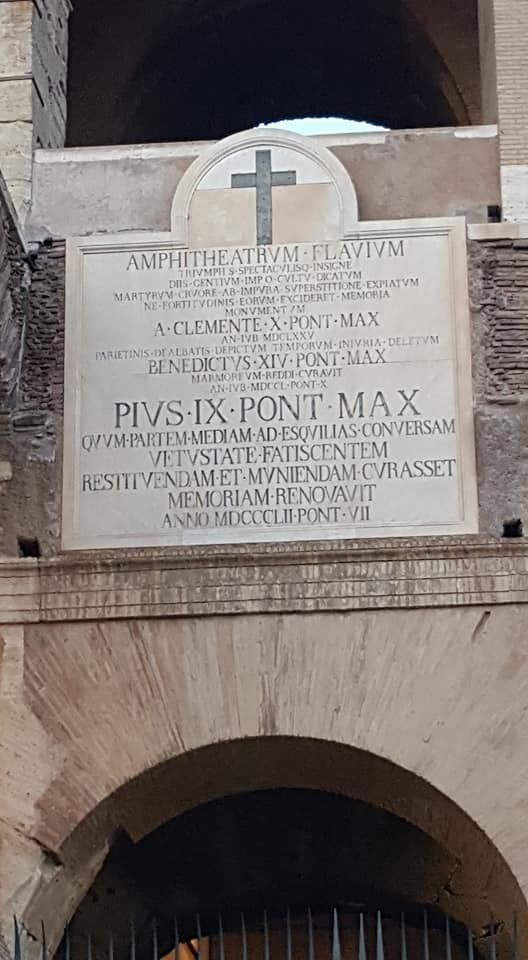 AMPHITHEATRVM · FLAVIVM
TRIVMPHIS · SPECTACVLISQ · INSIGNE
DIIS · GENTIVM · IMPIO · CVLTV · DICATVM
MARTYRVM · CRVORE · AB · IMPVRA · SVPERSTITIONE · EXPIATVM
NE · FORTITVDINIS · EORVM · EXCIDERET · MEMORIA
MONVMENTVM
A · CLEMENTE · X · PONT · MAX
AN · IVB · MDCLXXV
PARIETINIS · DEALBATIS · DEPICTVM · TEMPORVM · INIVRIA · DELETVM
BENEDICTVS · XIV · PONT · MAX
MARMOREVM · REDDI · CVRAVIT
AN · IVB · MDCCL · PONT · X
PIVS · IX · PONT · MAX
QVVM · PARTEM · MEDIAM · AD · ESQVILIAS · CONVERSAM
VETVSTATE · FATISCENTEM
RESTITVENDAM · ET · MVNIENDAM · CVRASSET
MEMORIAM · RENOVAVIT
ANNO MDCCCLII · PONT · VII